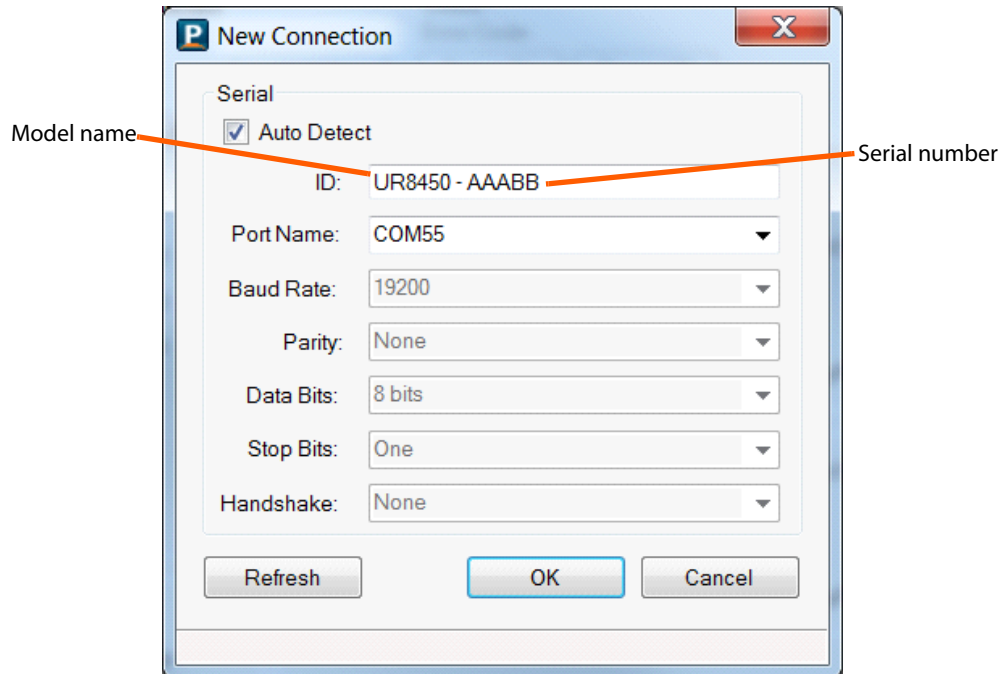 P New Connection X
Serial
Auto Detect
Model name
Serial number
ID: UR8450 - AAABB
Port Name: COM55
Baud Rate: 19200
Parity: None
Data Bits: 8 bits
Stop Bits: One
Handshake: None
Refresh OK Cancel